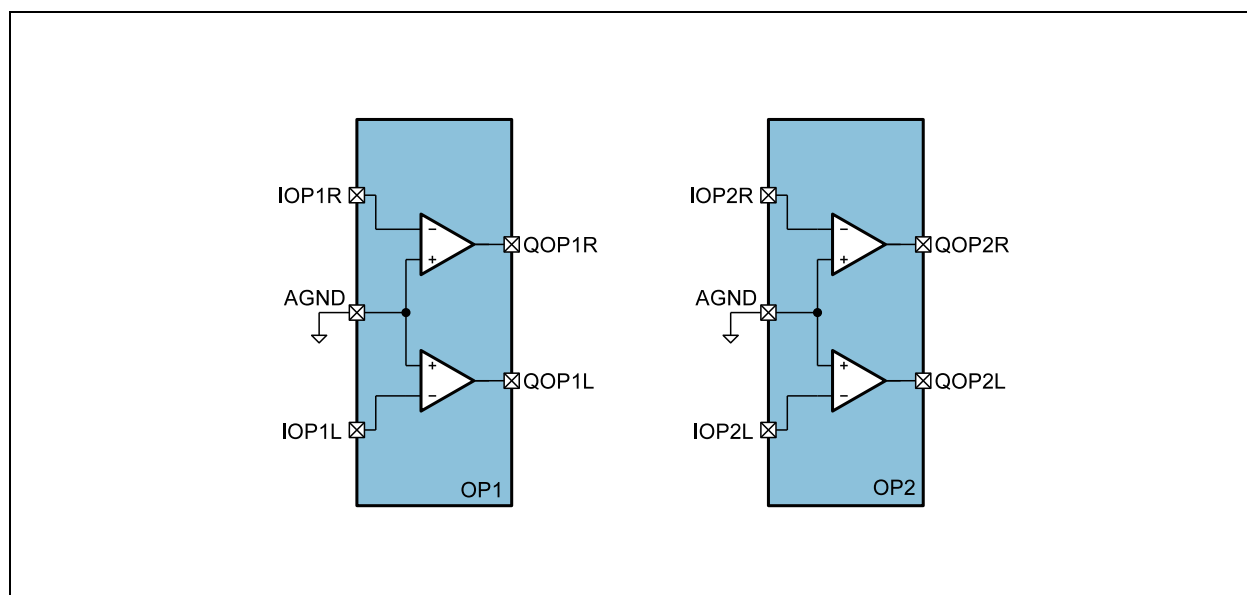 IOP1R
QOP1R
AGND
QOP1L
IOP1L
OP1
IOP2R
QOP2R
AGND
QOP2L
IOP2L
OP2